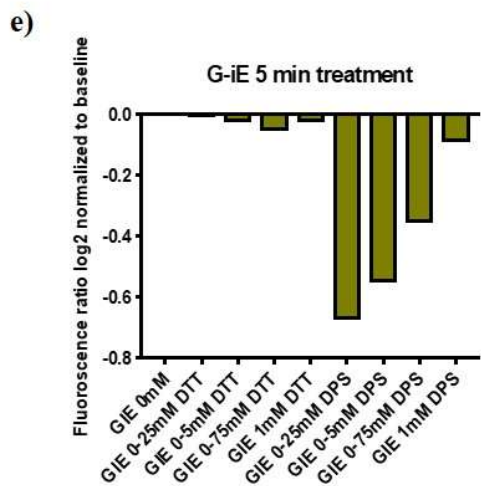 e)
G-iE 5 min treatment
Fluoroscence ratio log2 normalized to baseline
0.0
-0.2
-0.4
-0.6
-0.8
GIE 0mM
GIE 0-25mM DTT
GIE 0-5mM DTT
GIE 0-75mM DTT
GIE 1mM DTT
GIE 0-25mM DPS
GIE 0-5mM DPS
GIE 0-75mM DPS
GIE 1mM DPS